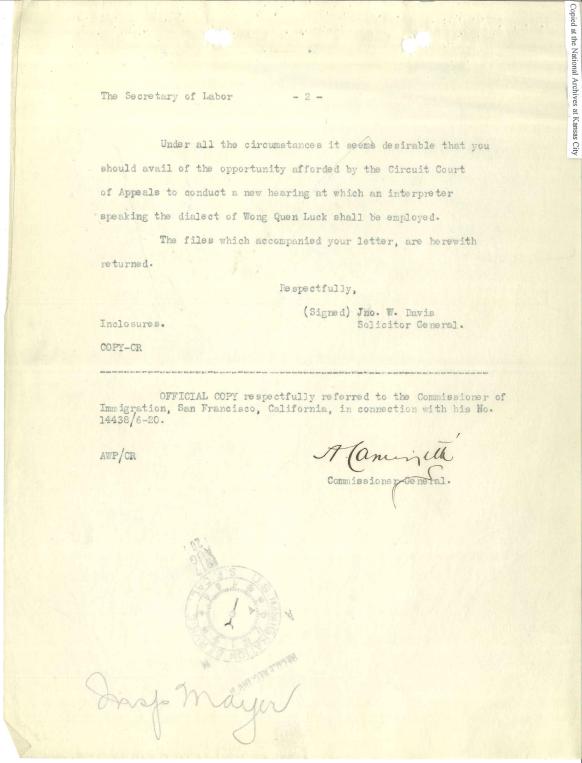 Copied at the National Archives at Kansas City
The Secretary of Labor - 2 -
Under all the circumstances it seems desirable that you
should avail of the opportunity afforded by the Circuit Court
of Appeals to conduct a new hearing at which an interpreter
speaking the dialect of Wong Quen Luck shall be employed.
The files which accompanied your letter, are herewith
returned.
Respectfully,
(Signed) Jno. W. Davis
Inclosures. Solicitor General.
COPY-CR
OFFICIAL COPY respectfully referred to the Commissioner of
Immigration, San Francisco, California, in connection with his No.
14438/6-20.
AWP/CR A Caminetti
Commissioner-General.
Insp Mayer